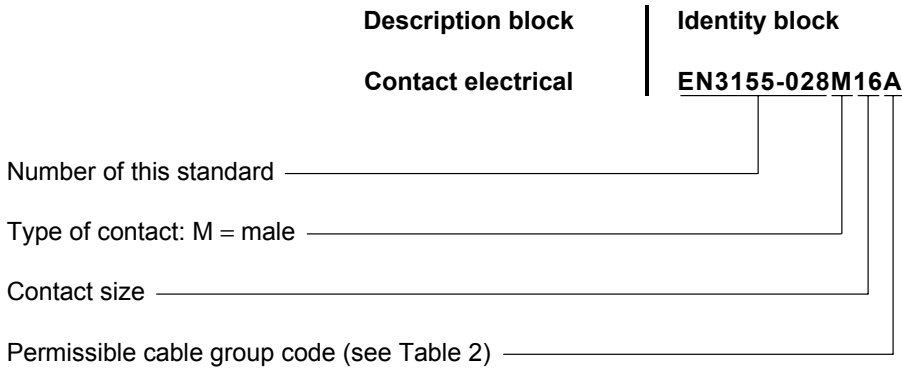 Description block Identity block
Contact electrical EN3155-028M16A
Number of this standard
Type of contact: M = male
Contact size
Permissible cable group code (see Table 2)